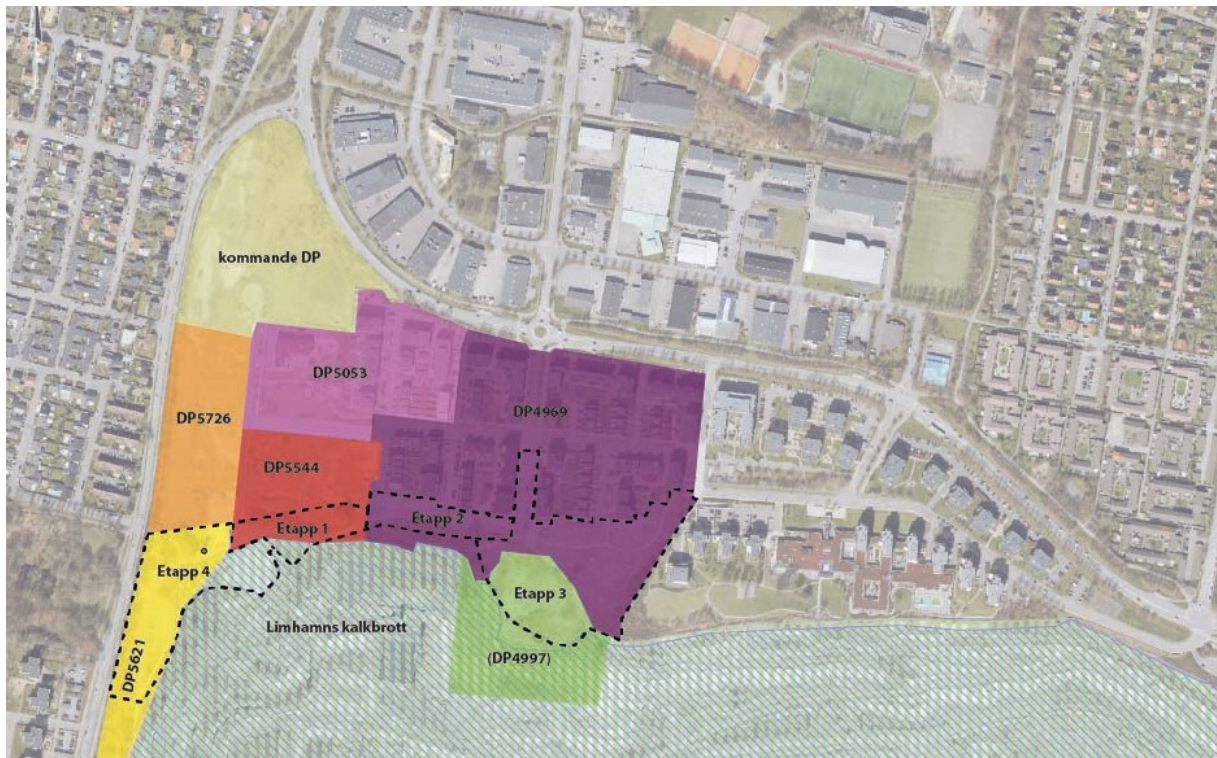 kommande DP
DP5053
DP5726
DP4969
DP5544
Etapp 1
Etapp 2
Etapp 4
Etapp 3
Limhamns kalkbrott
(DP4997)
DP5621